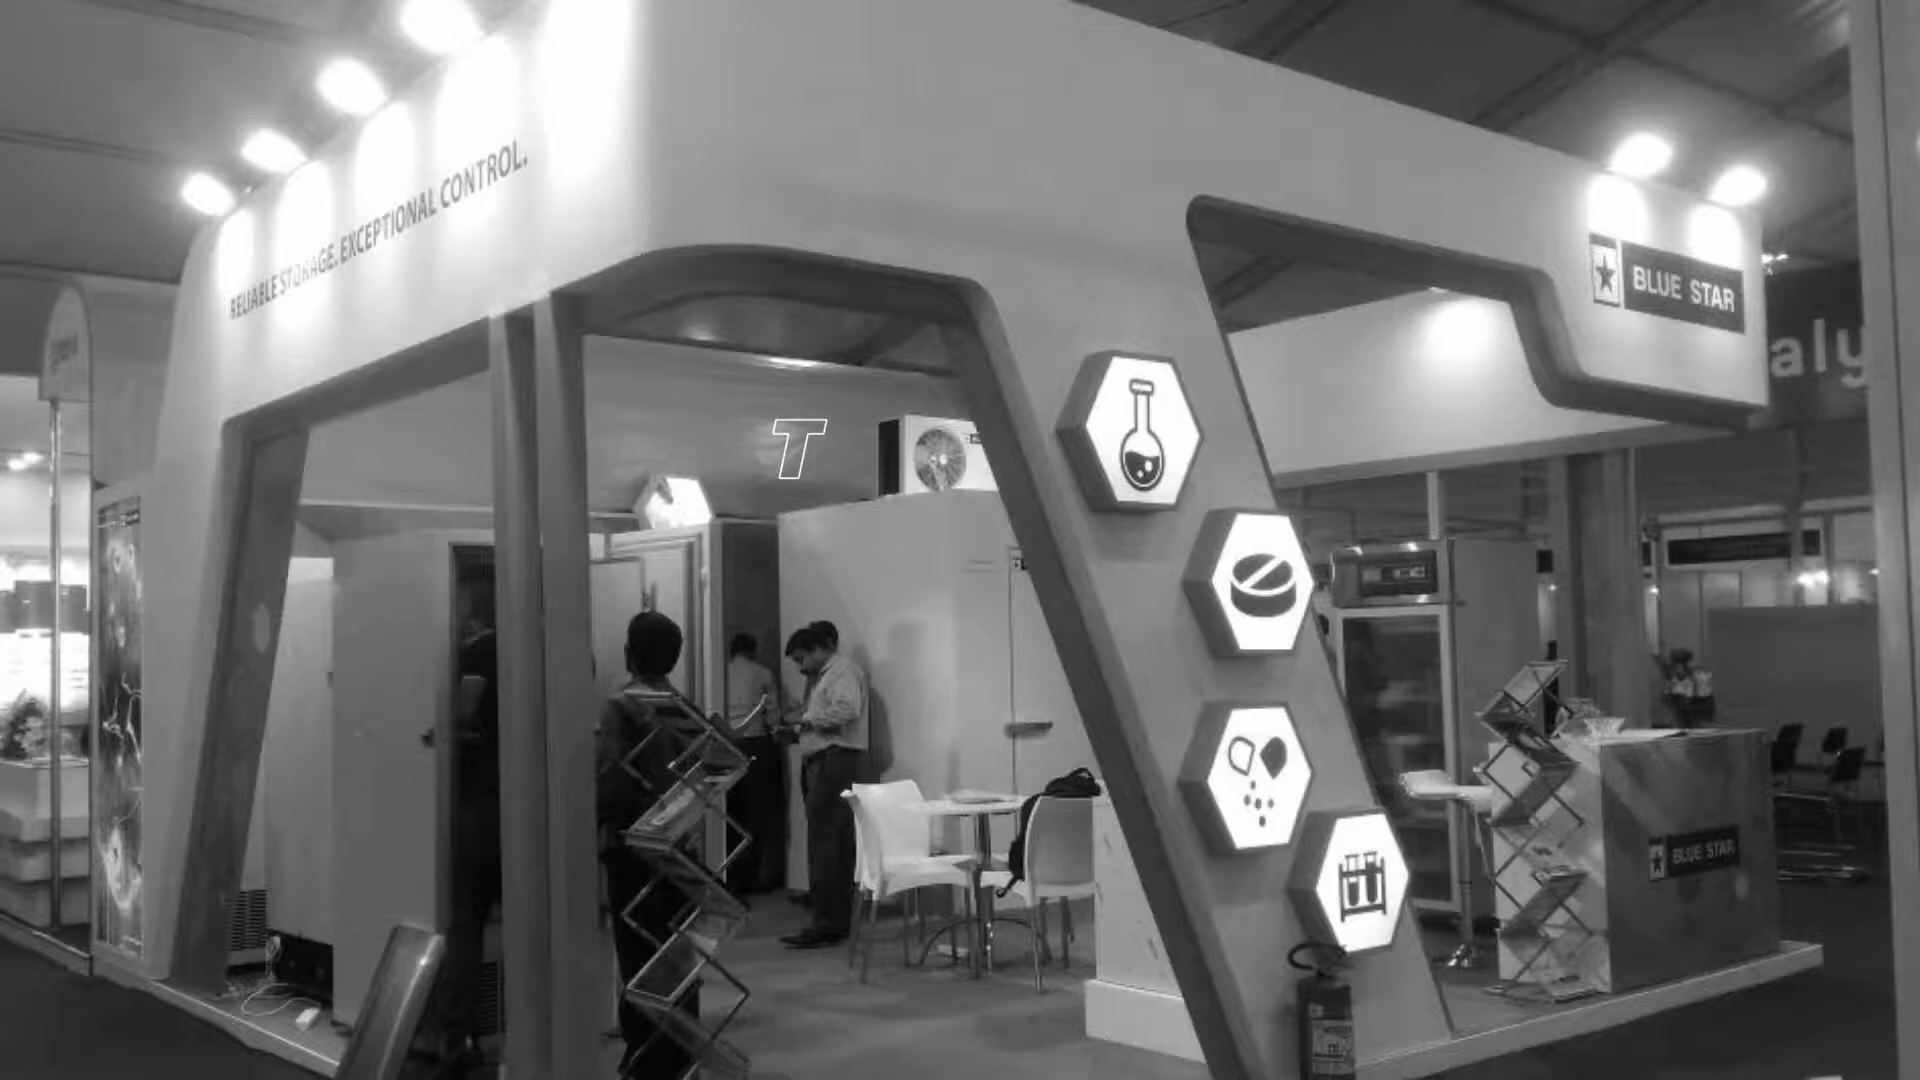 RELIABLE STORAGE. EXCEPTIONAL CONTROL.
BLUE STAR
aly
T
BLUE STAR